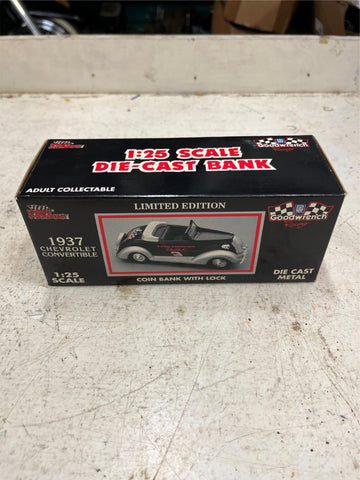 1:25 SCALE
DIE-CAST BANK
Goodwrench
ADULT COLLECTABLE
LIMITED EDITION
Goodwrench
1937
CHEVROLET
CONVERTIBLE
1:25
SCALE
DIE CAST
METAL
COIN BANK WITH LOCK